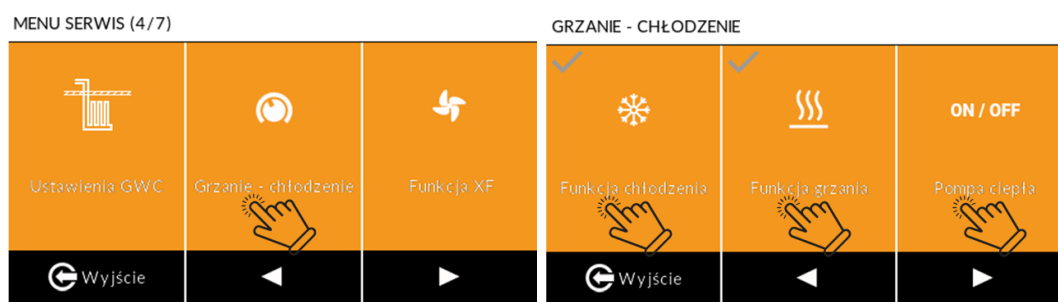 MENU SERWIS (4/7)
Ustawienia GWC
Grzanie - chłodzenie
Funkcja XF
Wyjście
GRZANIE - CHŁODZENIE
ON / OFF
Funkcja chłodzenia
Funkcja grzania
Pompa ciepła
Wyjście